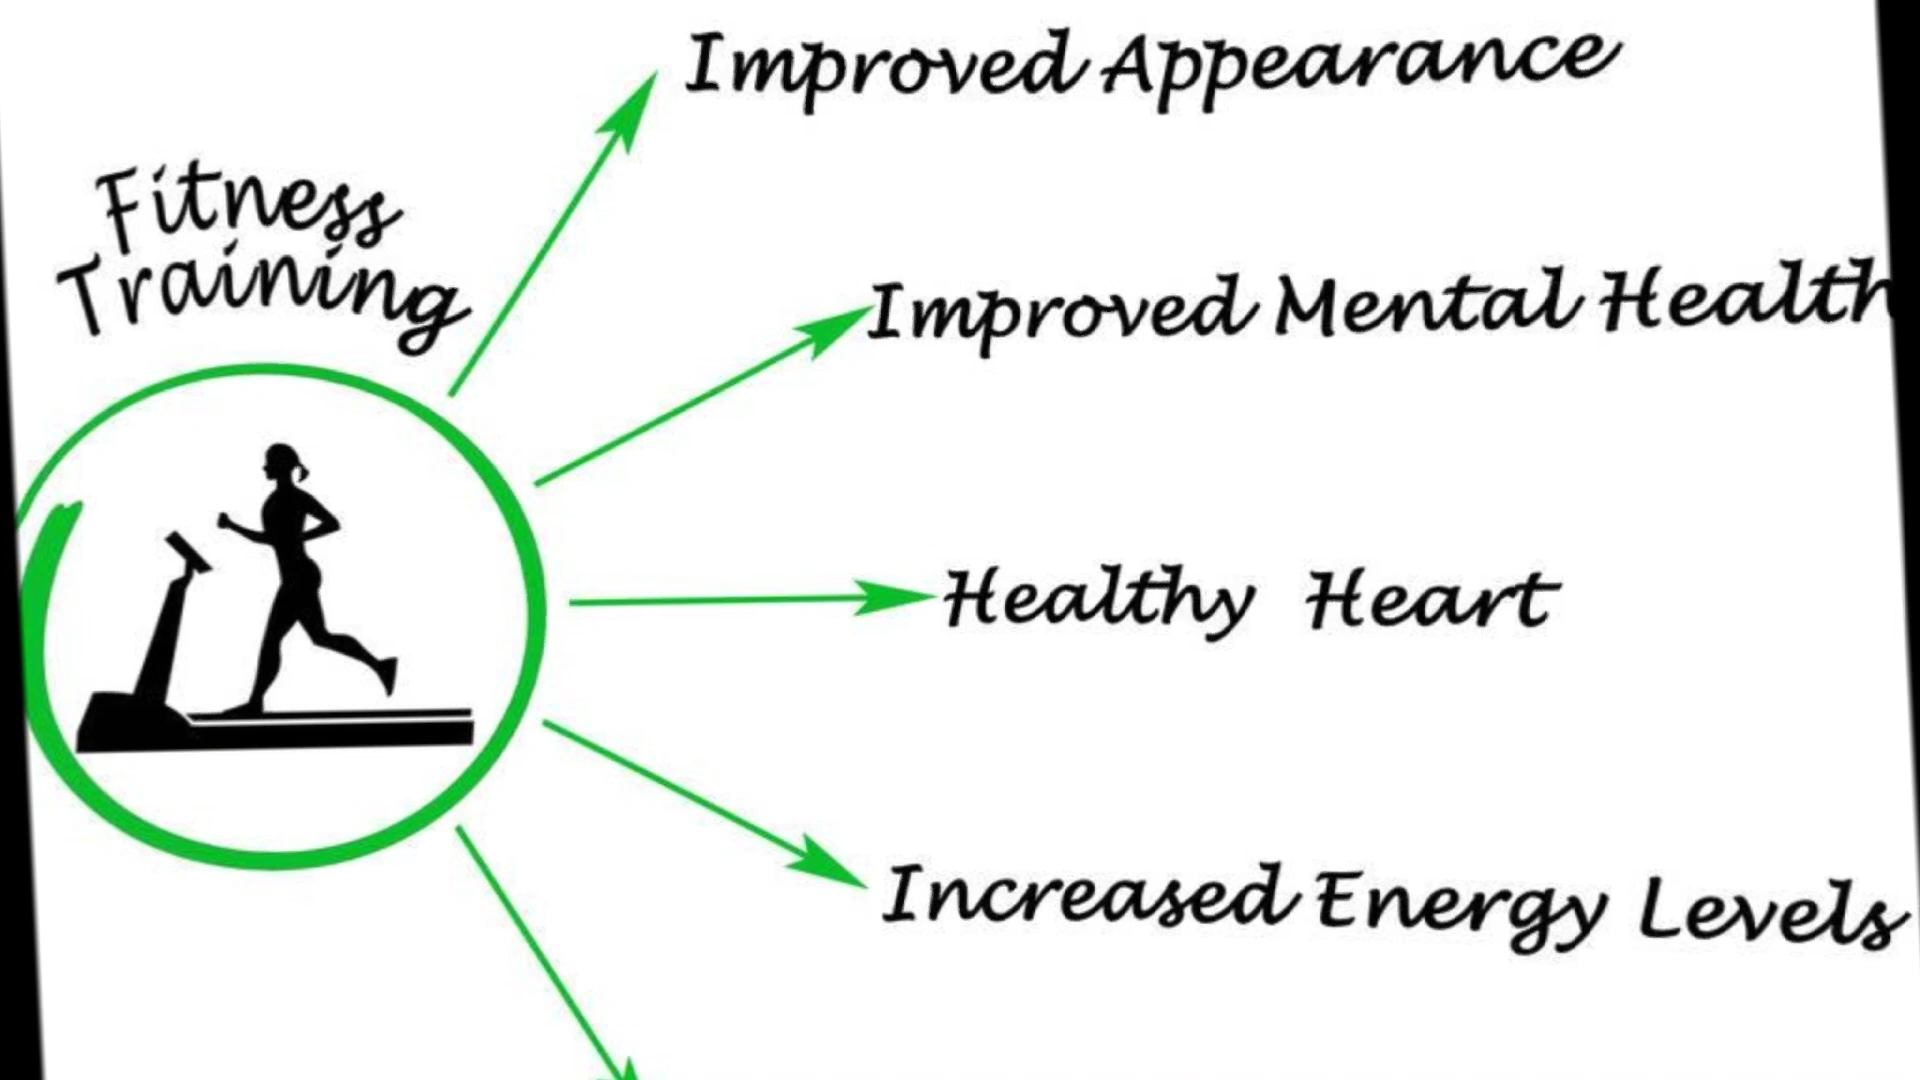 Improved Appearance
Fitness
Training
Improved Mental Health
Healthy Heart
Increased Energy Levels